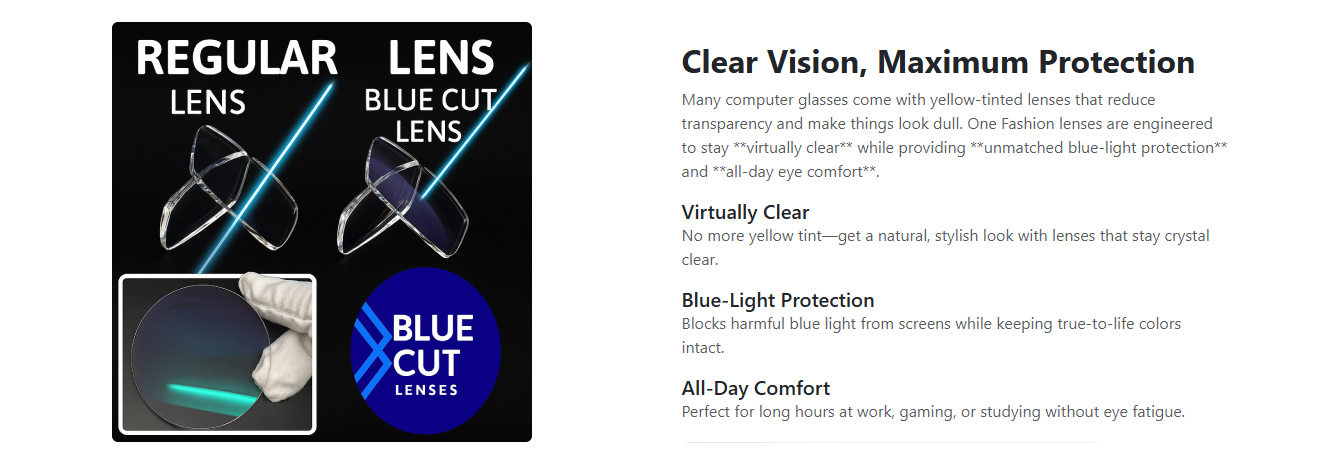 REGULAR LENS
LENS BLUE CUT
LENS
BLUE
CUT
LENSES
Clear Vision, Maximum Protection
Many computer glasses come with yellow-tinted lenses that reduce
transparency and make things look dull. One Fashion lenses are engineered
to stay **virtually clear** while providing **unmatched blue-light protection**
and **all-day eye comfort**.
Virtually Clear
No more yellow tint—get a natural, stylish look with lenses that stay crystal
clear.
Blue-Light Protection
Blocks harmful blue light from screens while keeping true-to-life colors
intact.
All-Day Comfort
Perfect for long hours at work, gaming, or studying without eye fatigue.